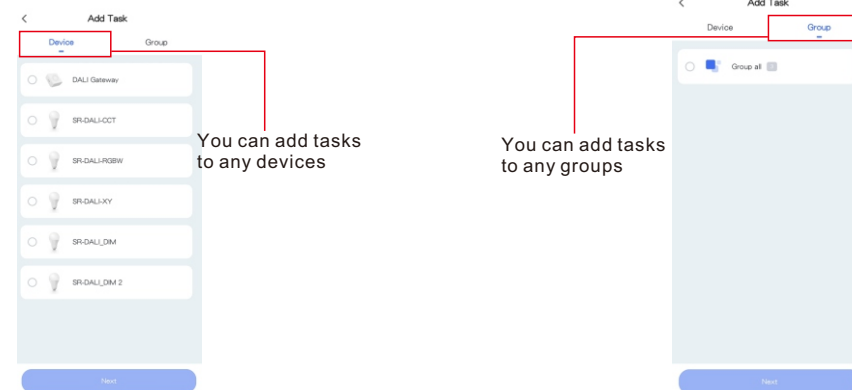 Add Task
Device
Group
DALI Gateway
SR-DALI-CCT
SR-DALI-RGBW
SR-DALI-XY
SR-DALI_DIM
SR-DALI_DIM 2
Next
You can add tasks
to any devices
You can add tasks
to any groups
Add Task
Device
Group
Group all
Next